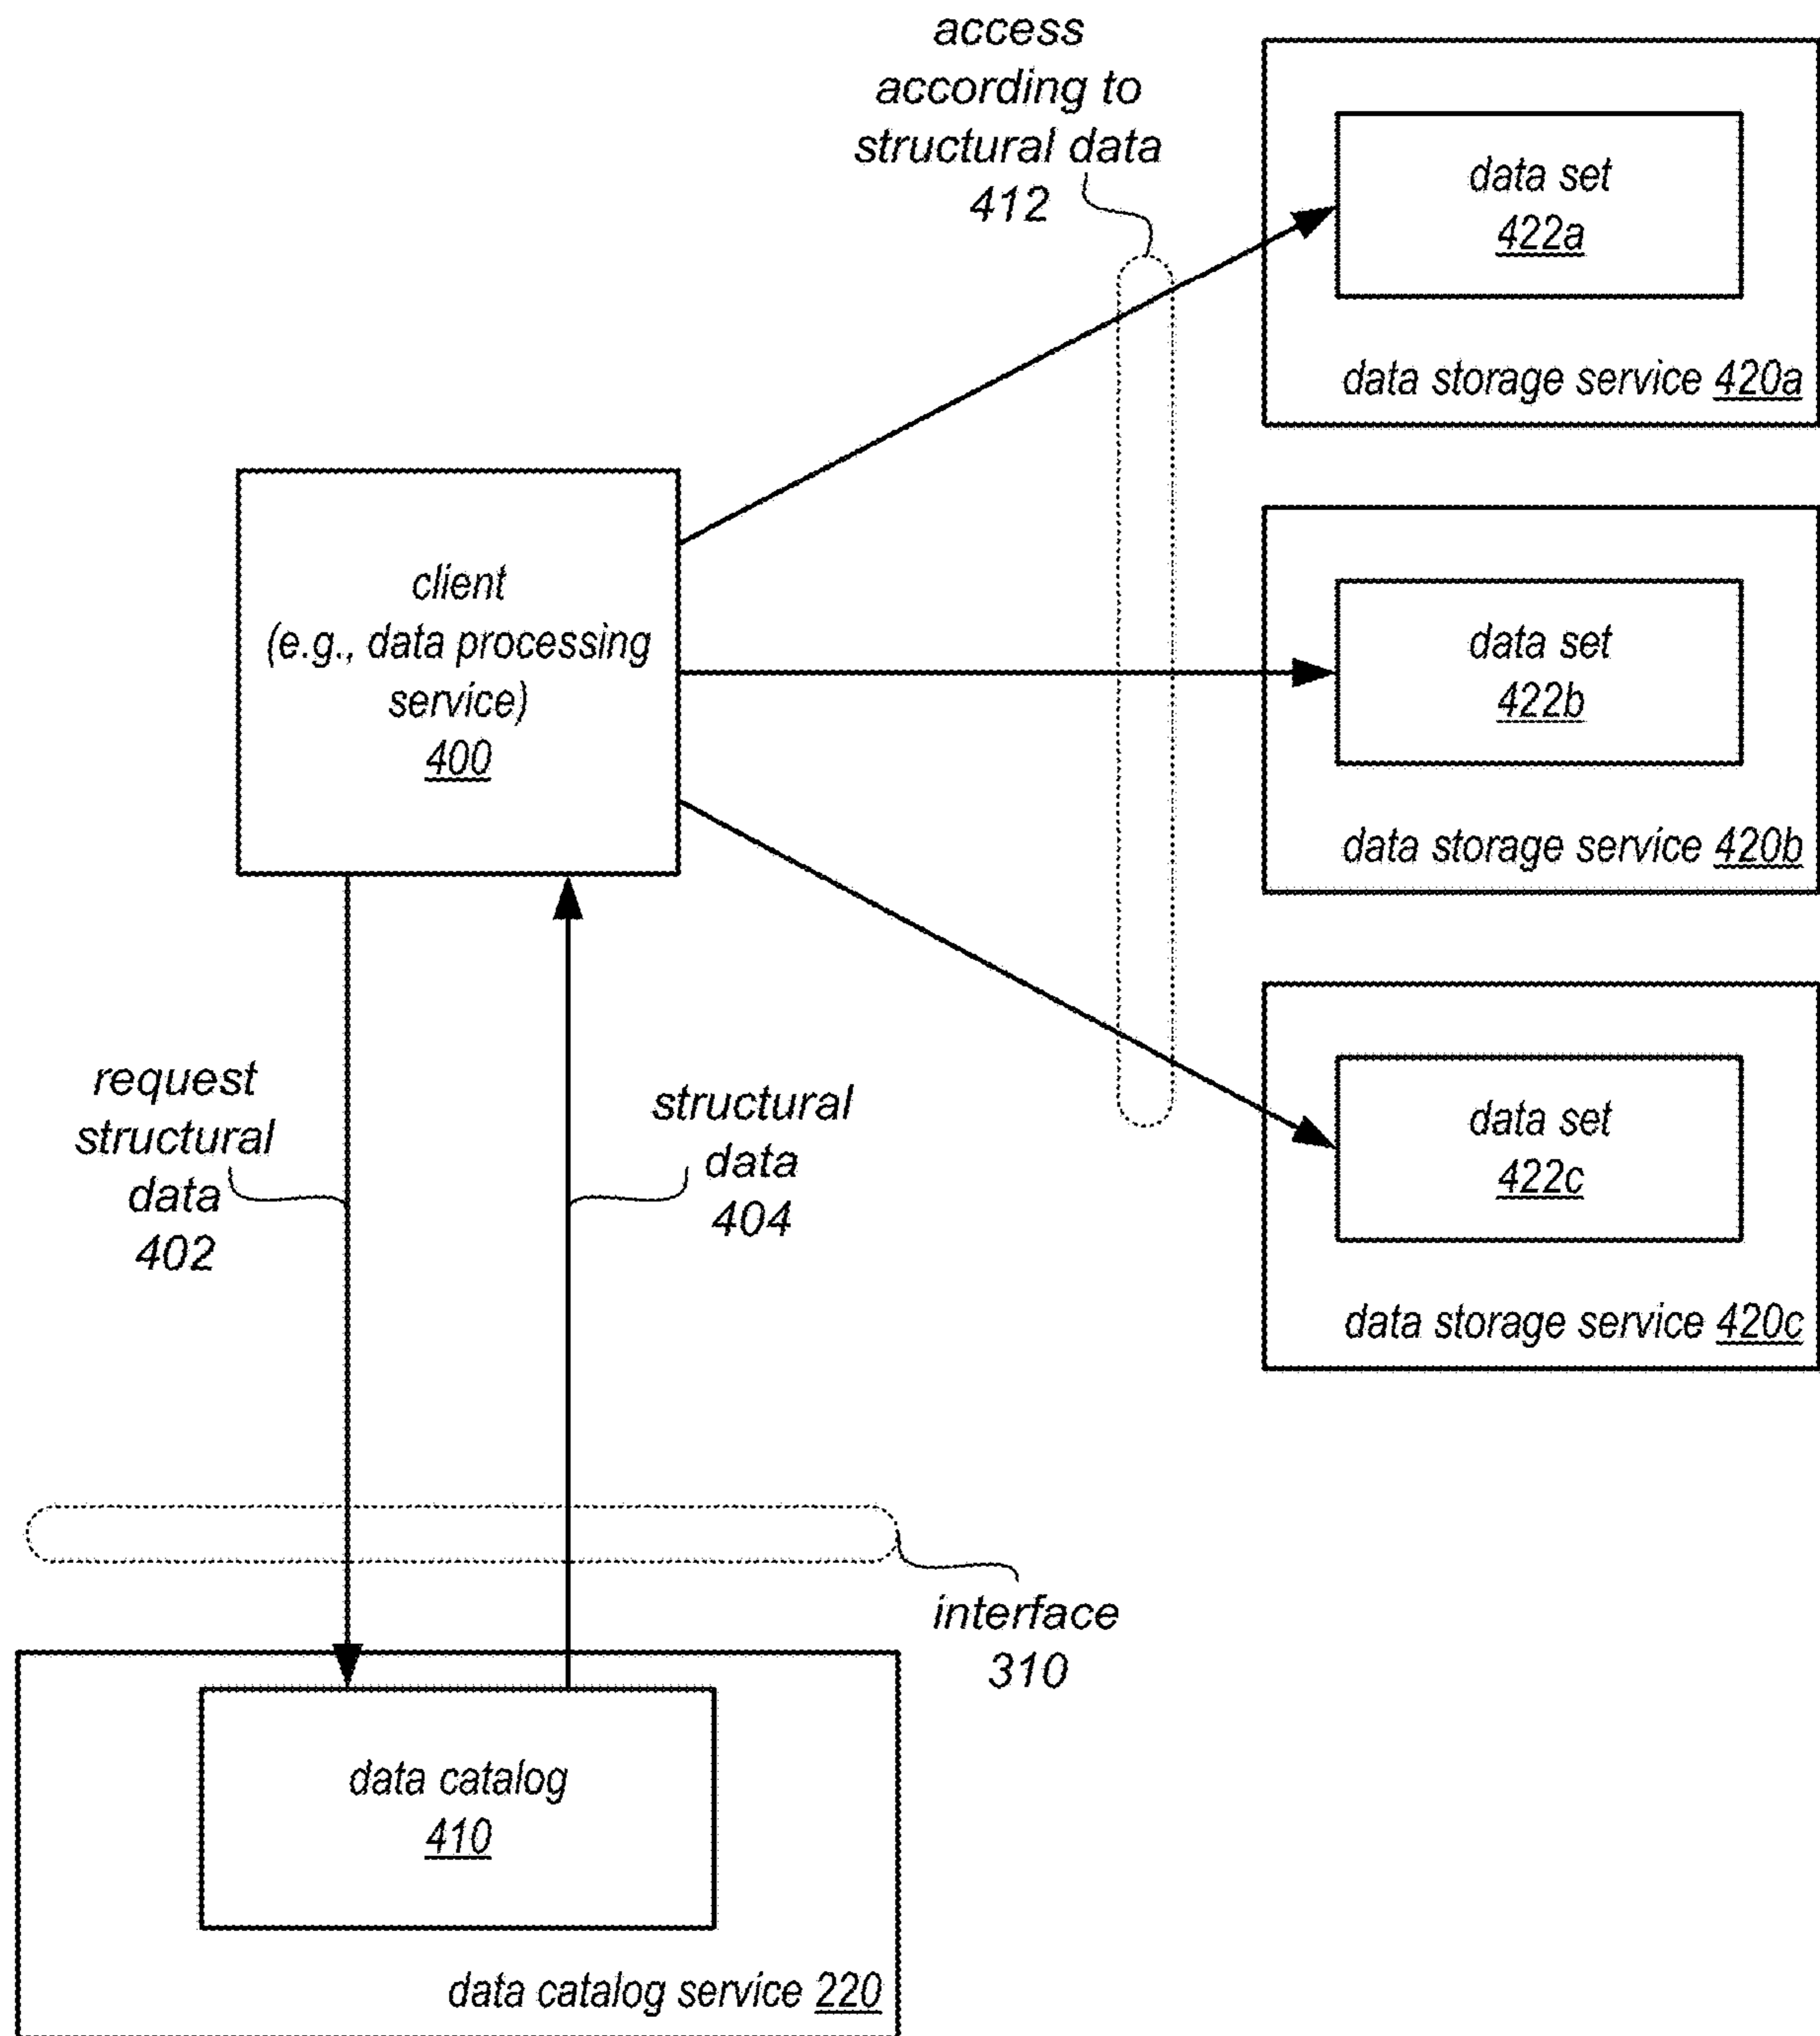 access
according to
structural data
412
data set
422a
data storage service 420a
client
(e.g., data processing
service)
400
data set
422b
data storage service 420b
request
structural
data
402
structural
data
404
data set
422c
data storage service 420c
interface
310
data catalog
410
data catalog service 220